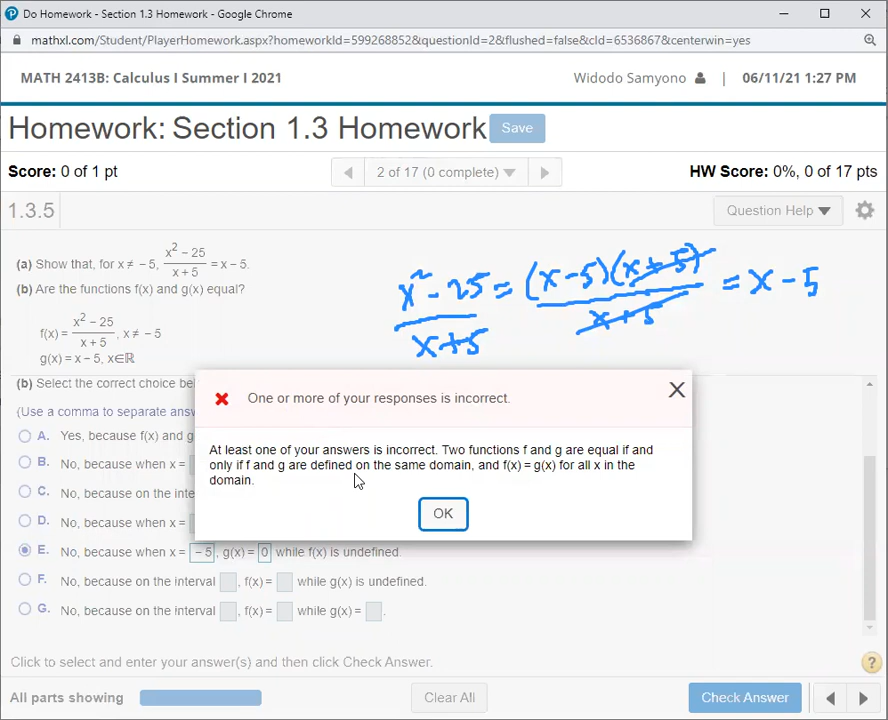 Do Homework - Section 1.3 Homework - Google Chrome
mathxl.com/Student/PlayerHomework.aspx?homeworkId=599268852&questionId=2&flushed=false&cId=6536867&centerwin=yes
MATH 2413B: Calculus I Summer I 2021 Widodo Samyono | 06/11/21 1:27 PM
Homework: Section 1.3 Homework Save
Score: 0 of 1 pt 2 of 17 (0 complete) HW Score: 0%, 0 of 17 pts
1.3.5 Question Help
(a) Show that, for x ≠ −5, (x² − 25)/(x + 5) = x − 5.
(b) Are the functions f(x) and g(x) equal?
f(x) = (x² − 25)/(x + 5), x ≠ −5
g(x) = x − 5, x∈ℝ
(x² − 25)/(x + 5) = ((x − 5)(x + 5))/(x + 5) = x − 5
(b) Select the correct choice be
(Use a comma to separate ans
A. Yes, because f(x) and g
B. No, because when x =
C. No, because on the inte
D. No, because when x =
E. No, because when x = −5, g(x) = 0 while f(x) is undefined.
F. No, because on the interval , f(x) = while g(x) is undefined.
G. No, because on the interval , f(x) = while g(x) = .
One or more of your responses is incorrect.
At least one of your answers is incorrect. Two functions f and g are equal if and
only if f and g are defined on the same domain, and f(x) = g(x) for all x in the
domain.
OK
Click to select and enter your answer(s) and then click Check Answer. ?
All parts showing Clear All Check Answer